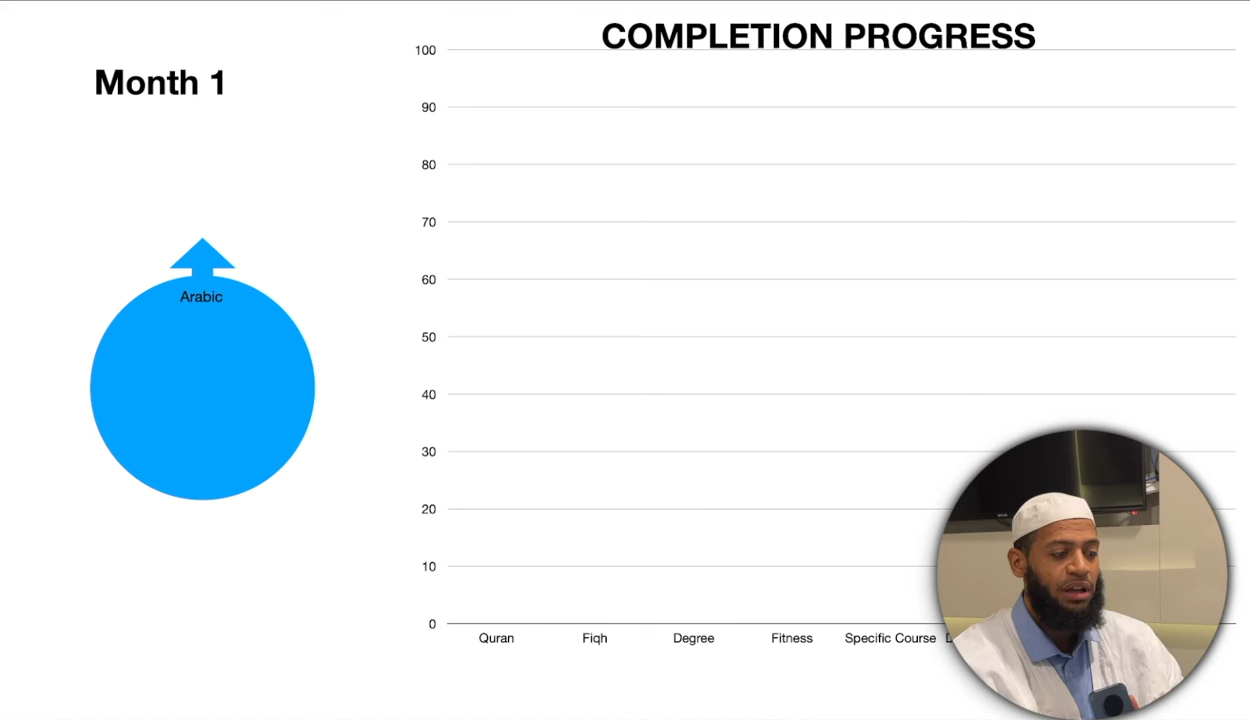 COMPLETION PROGRESS
Month 1
100
90
80
70
60
50
40
30
20
10
0
Arabic
Quran
Fiqh
Degree
Fitness
Specific Course